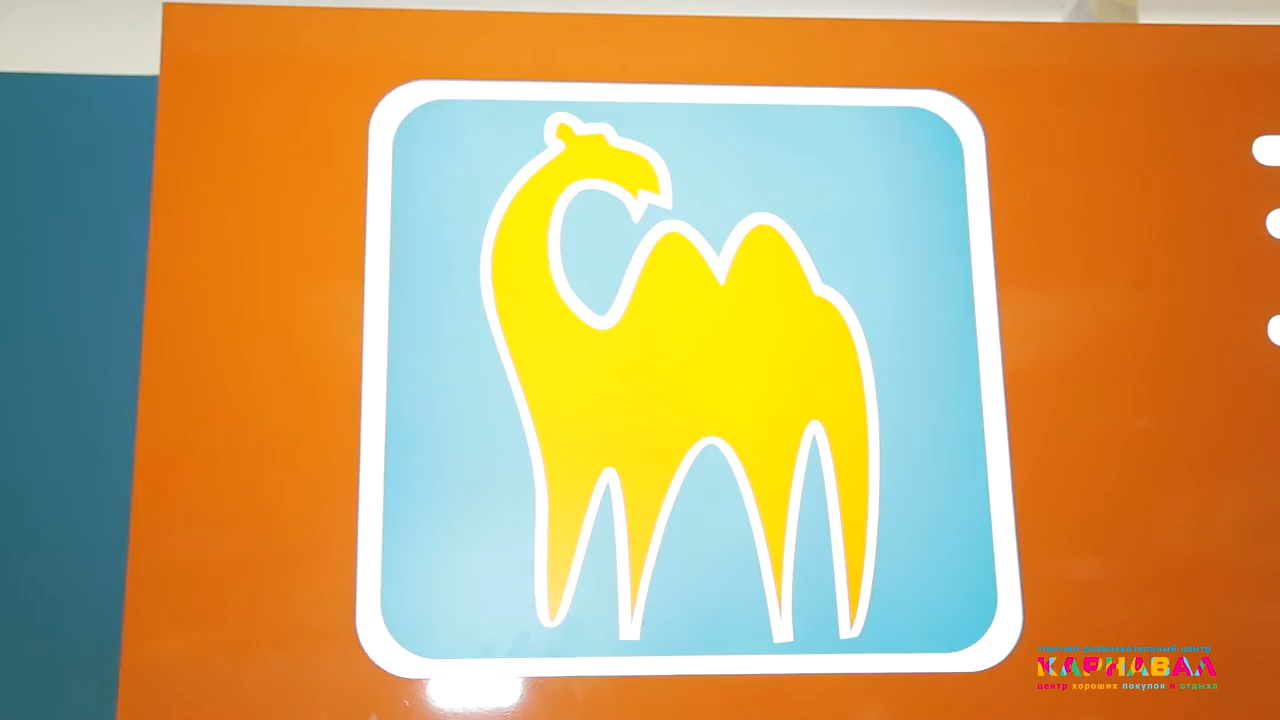 торгово-развлекательный центр
КАРНАВАЛ
центр хороших покупок и отдыха